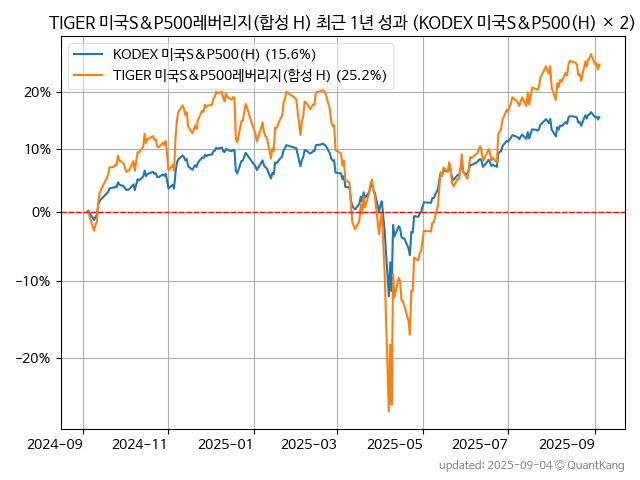 TIGER 미국S&P500레버리지(합성 H) 최근 1년 성과 (KODEX 미국S&P500(H) × 2)
KODEX 미국S&P500(H) (15.6%)
TIGER 미국S&P500레버리지(합성 H) (25.2%)
20%
10%
0%
−10%
−20%
2024-09 2024-11 2025-01 2025-03 2025-05 2025-07 2025-09
updated: 2025-09-04 © QuantKang